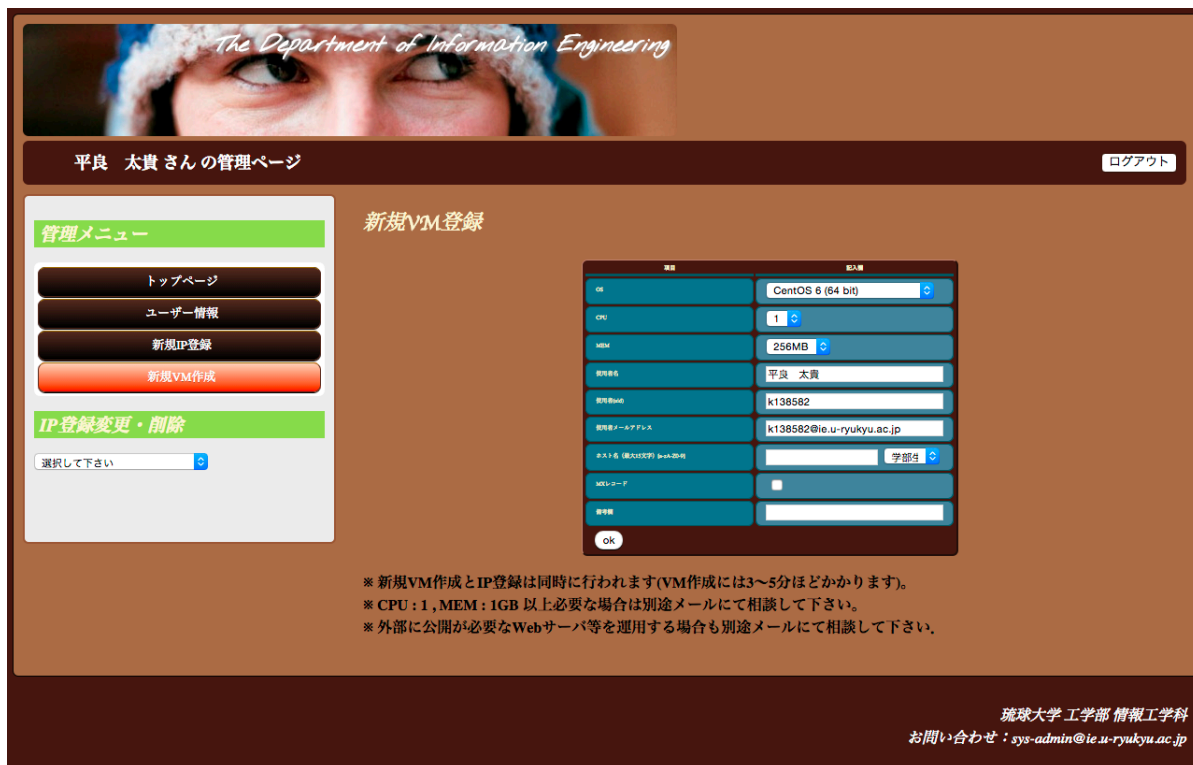 The Department of Information Engineering
平良　太貴 さん の管理ページ
ログアウト
管理メニュー
トップページ
ユーザー情報
新規IP登録
新規VM作成
IP登録変更・削除
選択して下さい
新規VM登録
項目 記入欄
OS CentOS 6 (64 bit)
CPU 1
MEM 256MB
使用者名 平良　太貴
使用者(uid) k138582
使用者メールアドレス k138582@ie.u-ryukyu.ac.jp
ホスト名 (最大15文字) [a-zA-Z0-9] 学部生
MXレコード
備考欄
ok
※ 新規VM作成とIP登録は同時に行われます(VM作成には3〜5分ほどかかります)。
※ CPU : 1 , MEM : 1GB 以上必要な場合は別途メールにて相談して下さい。
※ 外部に公開が必要なWebサーバ等を運用する場合も別途メールにて相談して下さい.
琉球大学 工学部 情報工学科
お問い合わせ：sys-admin@ie.u-ryukyu.ac.jp